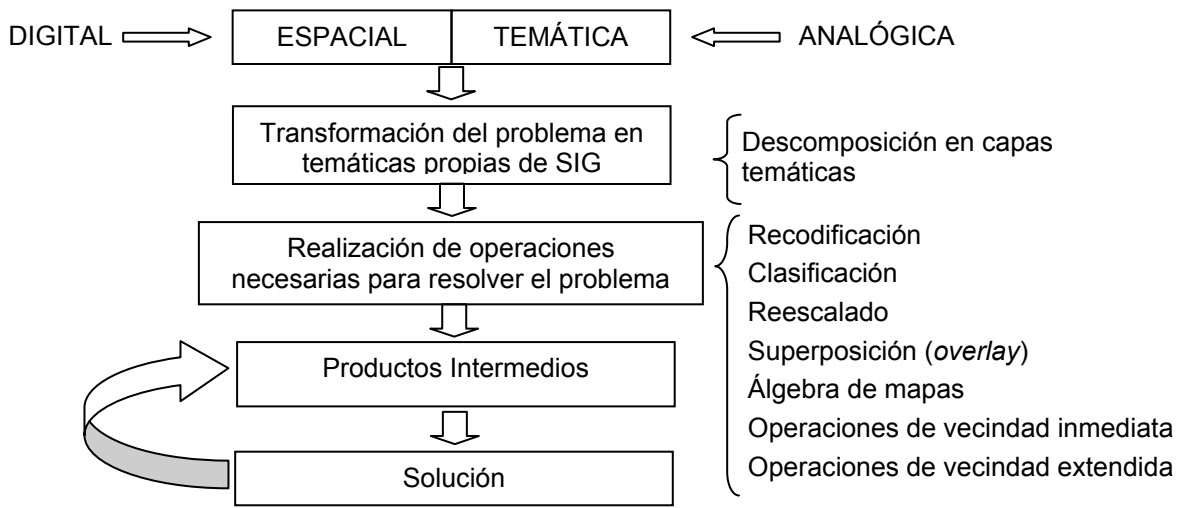 DIGITAL ESPACIAL TEMÁTICA ANALÓGICA
Transformación del problema en
temáticas propias de SIG
Descomposición en capas
temáticas
Realización de operaciones
necesarias para resolver el problema
Recodificación
Clasificación
Reescalado
Superposición (overlay)
Álgebra de mapas
Operaciones de vecindad inmediata
Operaciones de vecindad extendida
Productos Intermedios
Solución